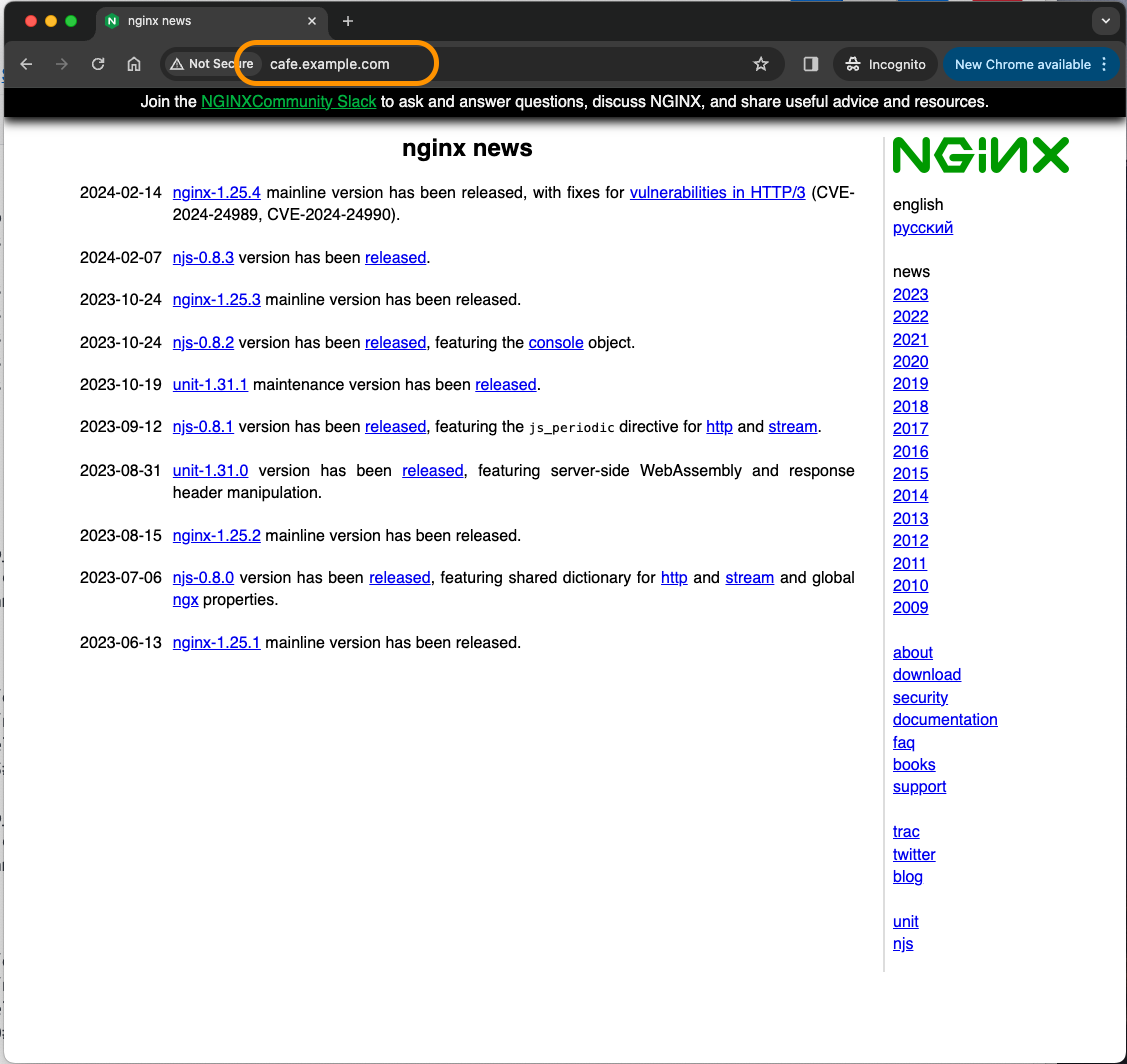 nginx news
Not Secure cafe.example.com Incognito New Chrome available
Join the NGINXCommunity Slack to ask and answer questions, discuss NGINX, and share useful advice and resources.
nginx news
2024-02-14 nginx-1.25.4 mainline version has been released, with fixes for vulnerabilities in HTTP/3 (CVE-
2024-24989, CVE-2024-24990).
2024-02-07 njs-0.8.3 version has been released.
2023-10-24 nginx-1.25.3 mainline version has been released.
2023-10-24 njs-0.8.2 version has been released, featuring the console object.
2023-10-19 unit-1.31.1 maintenance version has been released.
2023-09-12 njs-0.8.1 version has been released, featuring the js_periodic directive for http and stream.
2023-08-31 unit-1.31.0 version has been released, featuring server-side WebAssembly and response
header manipulation.
2023-08-15 nginx-1.25.2 mainline version has been released.
2023-07-06 njs-0.8.0 version has been released, featuring shared dictionary for http and stream and global
ngx properties.
2023-06-13 nginx-1.25.1 mainline version has been released.
NGINX
english
русский
news
2023
2022
2021
2020
2019
2018
2017
2016
2015
2014
2013
2012
2011
2010
2009
about
download
security
documentation
faq
books
support
trac
twitter
blog
unit
njs